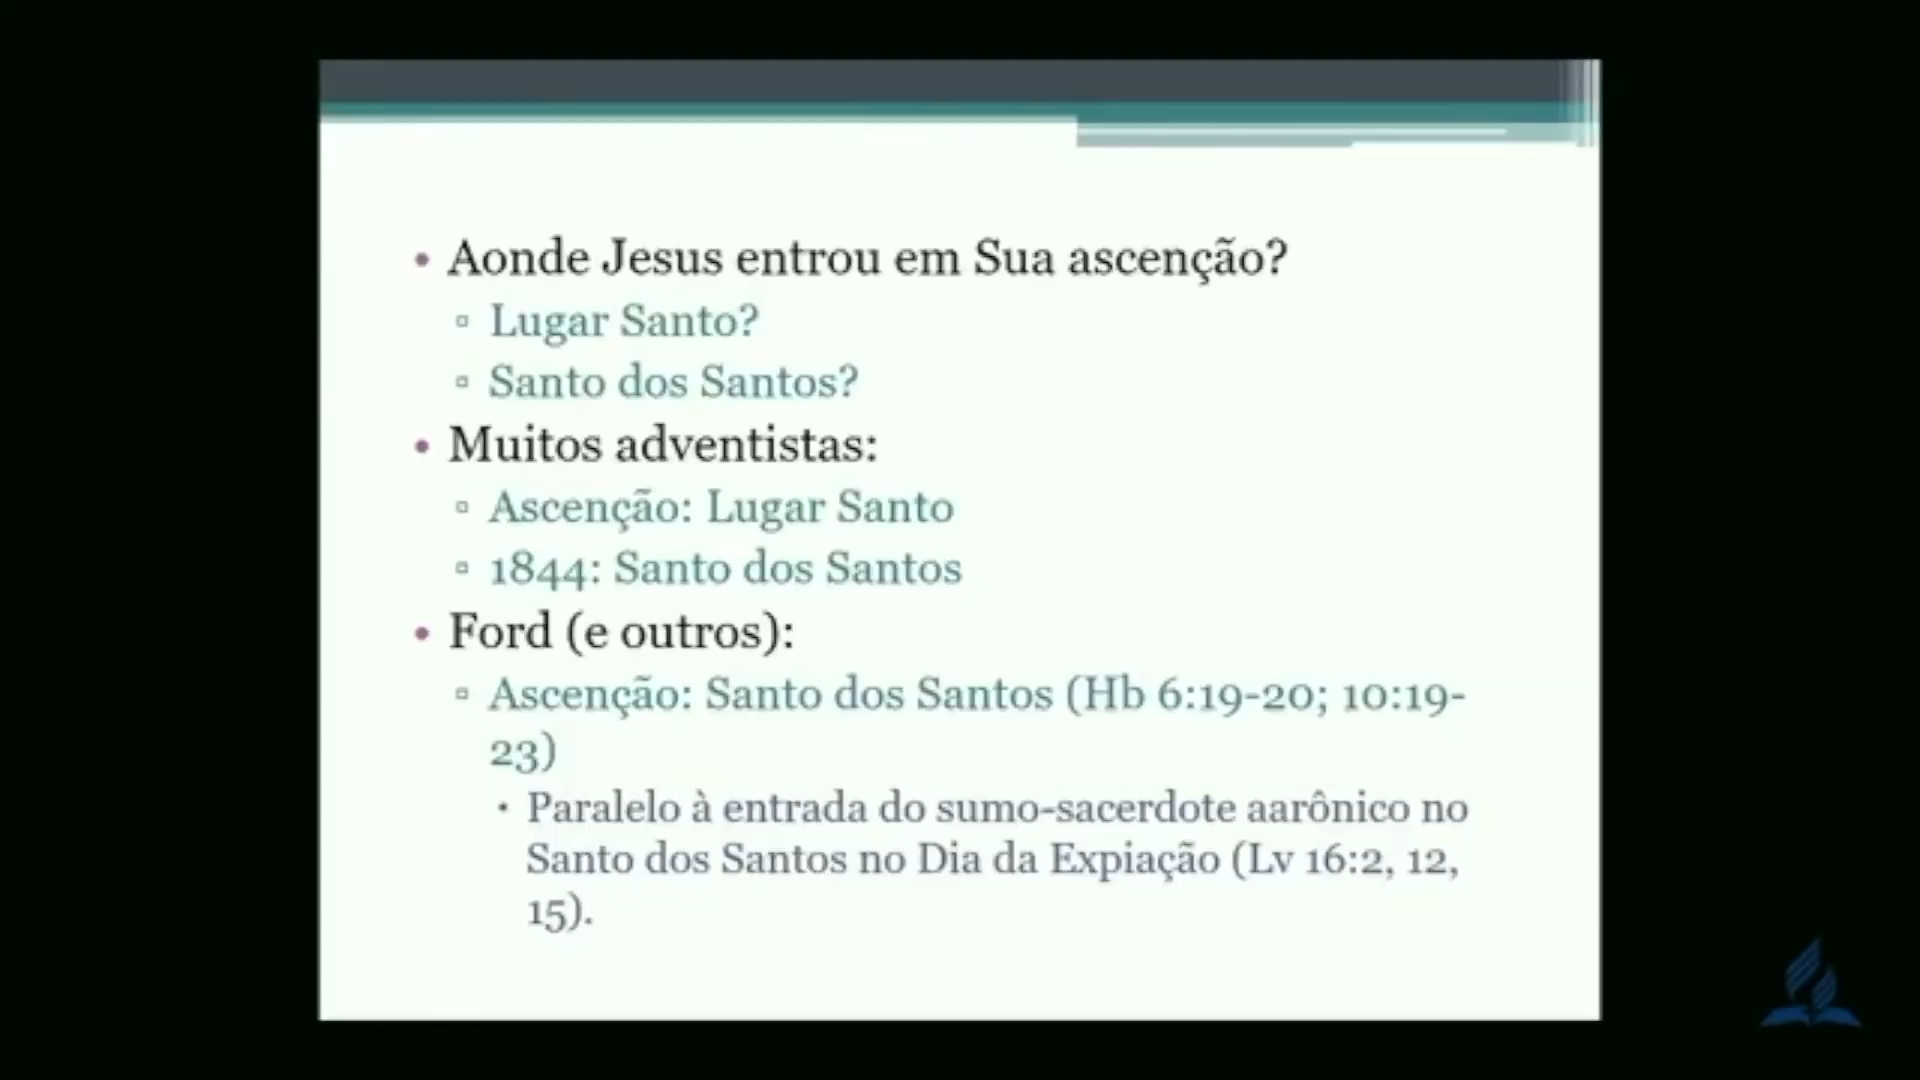 Aonde Jesus entrou em Sua ascenção?
Lugar Santo?
Santo dos Santos?
Muitos adventistas:
Ascenção: Lugar Santo
1844: Santo dos Santos
Ford (e outros):
Ascenção: Santo dos Santos (Hb 6:19-20; 10:19-
23)
Paralelo à entrada do sumo-sacerdote aarônico no
Santo dos Santos no Dia da Expiação (Lv 16:2, 12,
15).